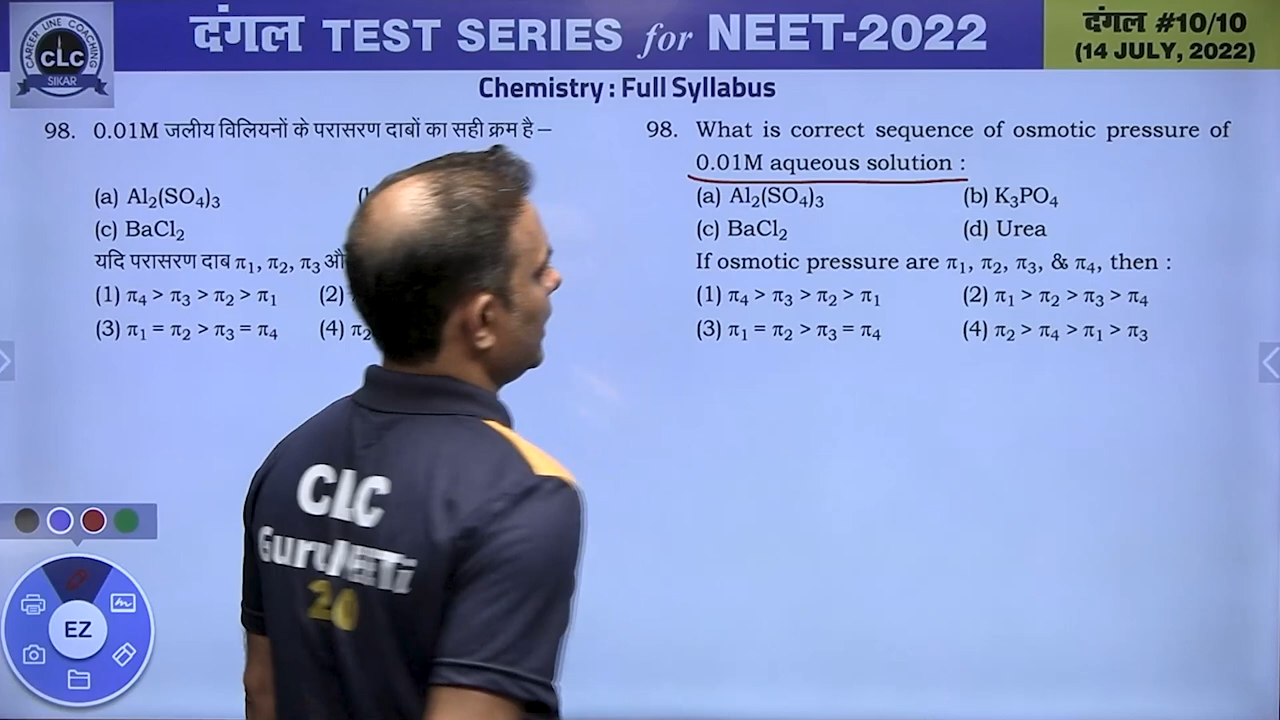 CAREER LINE COACHING
CLC
SIKAR
दंगल TEST SERIES for NEET-2022
दंगल #10/10
(14 JULY, 2022)
Chemistry : Full Syllabus
98. 0.01M जलीय विलियनों के परासरण दाबों का सही क्रम है –
(a) Al₂(SO₄)₃
(c) BaCl₂
यदि परासरण दाब π₁, π₂, π₃ औ
(1) π₄ > π₃ > π₂ > π₁ (2)
(3) π₁ = π₂ > π₃ = π₄ (4) π₂
98. What is correct sequence of osmotic pressure of
0.01M aqueous solution :
(a) Al₂(SO₄)₃ (b) K₃PO₄
(c) BaCl₂ (d) Urea
If osmotic pressure are π₁, π₂, π₃, & π₄, then :
(1) π₄ > π₃ > π₂ > π₁ (2) π₁ > π₂ > π₃ > π₄
(3) π₁ = π₂ > π₃ = π₄ (4) π₂ > π₄ > π₁ > π₃
CLC
EZ